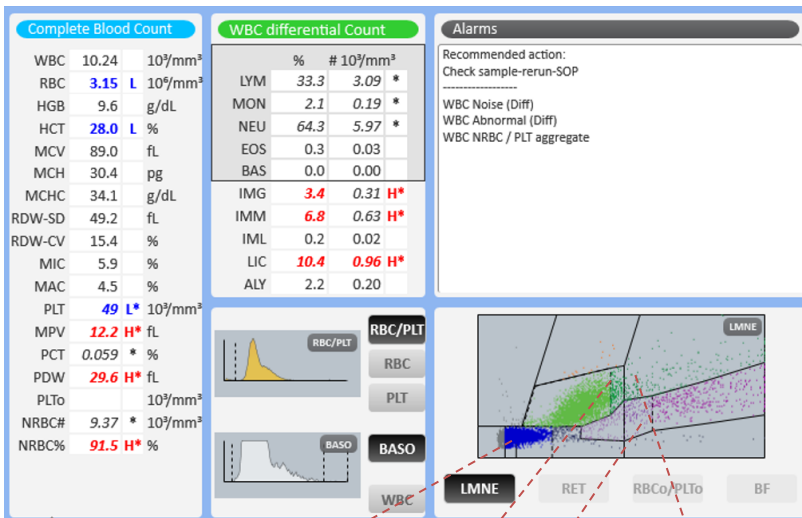 Complete Blood Count
WBC 10.24 10³/mm³
RBC 3.15 L 10⁶/mm³
HGB 9.6 g/dL
HCT 28.0 L %
MCV 89.0 fL
MCH 30.4 pg
MCHC 34.1 g/dL
RDW-SD 49.2 fL
RDW-CV 15.4 %
MIC 5.9 %
MAC 4.5 %
PLT 49 L* 10³/mm³
MPV 12.2 H* fL
PCT 0.059 * %
PDW 29.6 H* fL
PLTo 10³/mm³
NRBC# 9.37 * 10³/mm³
NRBC% 91.5 H* %
WBC differential Count
% # 10³/mm³
LYM 33.3 3.09 *
MON 2.1 0.19 *
NEU 64.3 5.97 *
EOS 0.3 0.03
BAS 0.0 0.00
IMG 3.4 0.31 H*
IMM 6.8 0.63 H*
IML 0.2 0.02
LIC 10.4 0.96 H*
ALY 2.2 0.20
Alarms
Recommended action:
Check sample-rerun-SOP
------------------
WBC Noise (Diff)
WBC Abnormal (Diff)
WBC NRBC / PLT aggregate
RBC/PLT
RBC/PLT
RBC
PLT
BASO
BASO
WBC
LMNE
LMNE RET RBCo/PLTo BF